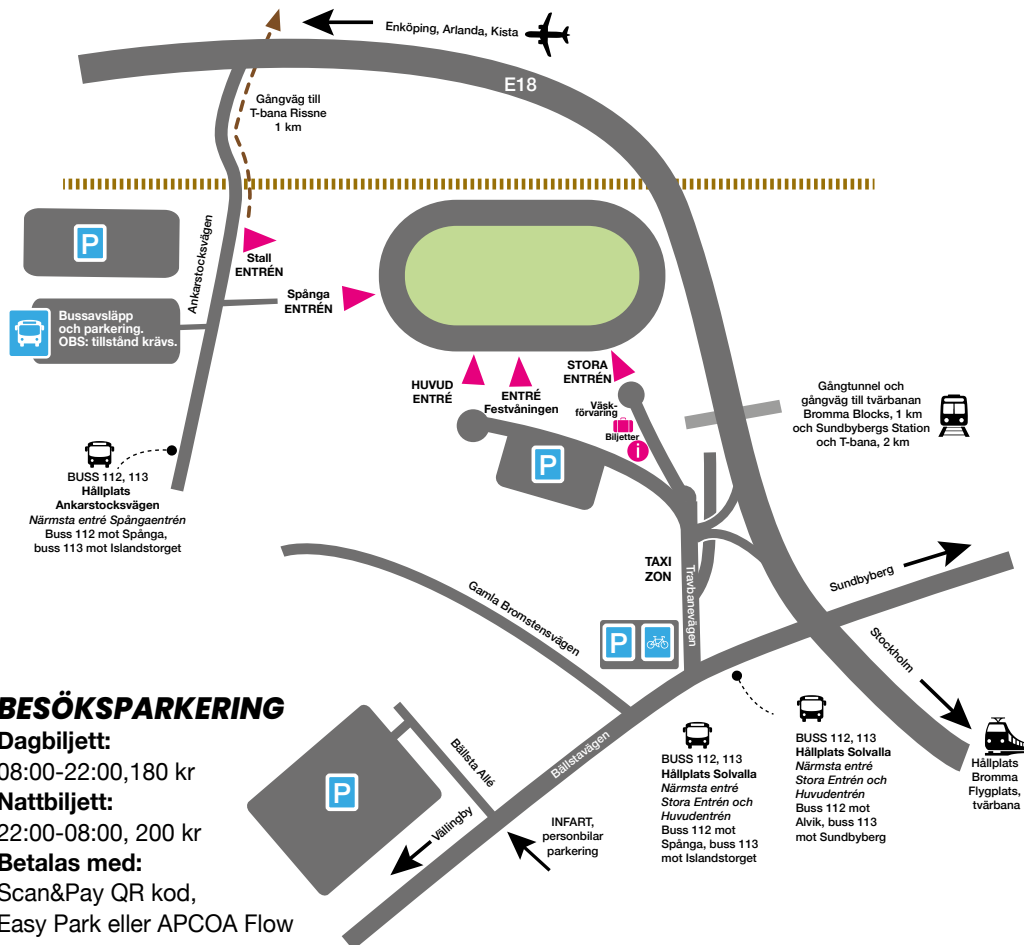 Enköping, Arlanda, Kista
E18
Gångväg till
T-bana Rissne
1 km
P
Ankarstocksvägen
Stall
ENTRÉN
Spånga
ENTRÉN
Bussavsläpp
och parkering.
OBS: tillstånd krävs.
HUVUD
ENTRÉ
ENTRÉ
Festvåningen
STORA
ENTRÉN
Väsk-
förvaring
Biljetter
i
P
Gångtunnel och
gångväg till tvärbanan
Bromma Blocks, 1 km
och Sundbybergs Station
och T-bana, 2 km
BUSS 112, 113
Hållplats
Ankarstocksvägen
Närmsta entré Spångaentrén
Buss 112 mot Spånga,
buss 113 mot Islandstorget
TAXI
ZON
Travbanevägen
Sundbyberg
Gamla Bromstensvägen
P
Stockholm
BESÖKSPARKERING
Dagbiljett:
08:00-22:00,180 kr
Nattbiljett:
22:00-08:00, 200 kr
Betalas med:
Scan&Pay QR kod,
Easy Park eller APCOA Flow
P
Bällsta Allé
Bällstavägen
Vällingby
INFART,
personbilar
parkering
BUSS 112, 113
Hållplats Solvalla
Närmsta entré
Stora Entrén och
Huvudentrén
Buss 112 mot
Spånga, buss 113
mot Islandstorget
BUSS 112, 113
Hållplats Solvalla
Närmsta entré
Stora Entrén och
Huvudentrén
Buss 112 mot
Alvik, buss 113
mot Sundbyberg
Hållplats
Bromma
Flygplats,
tvärbana